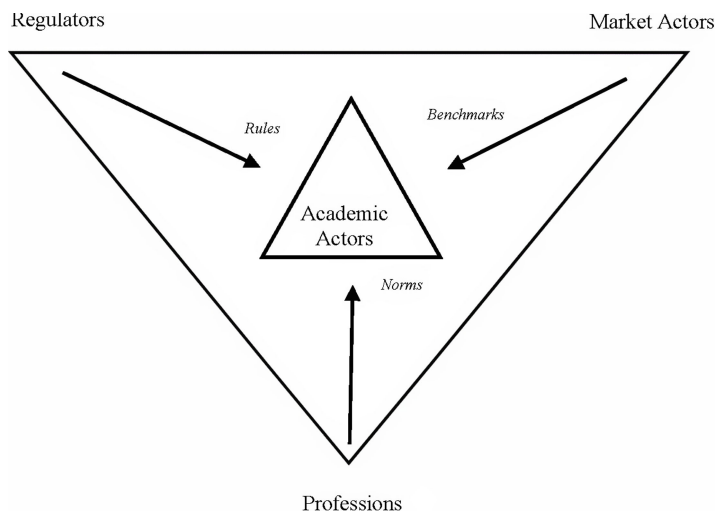 Regulators
Market Actors
Rules
Benchmarks
Academic
Actors
Norms
Professions